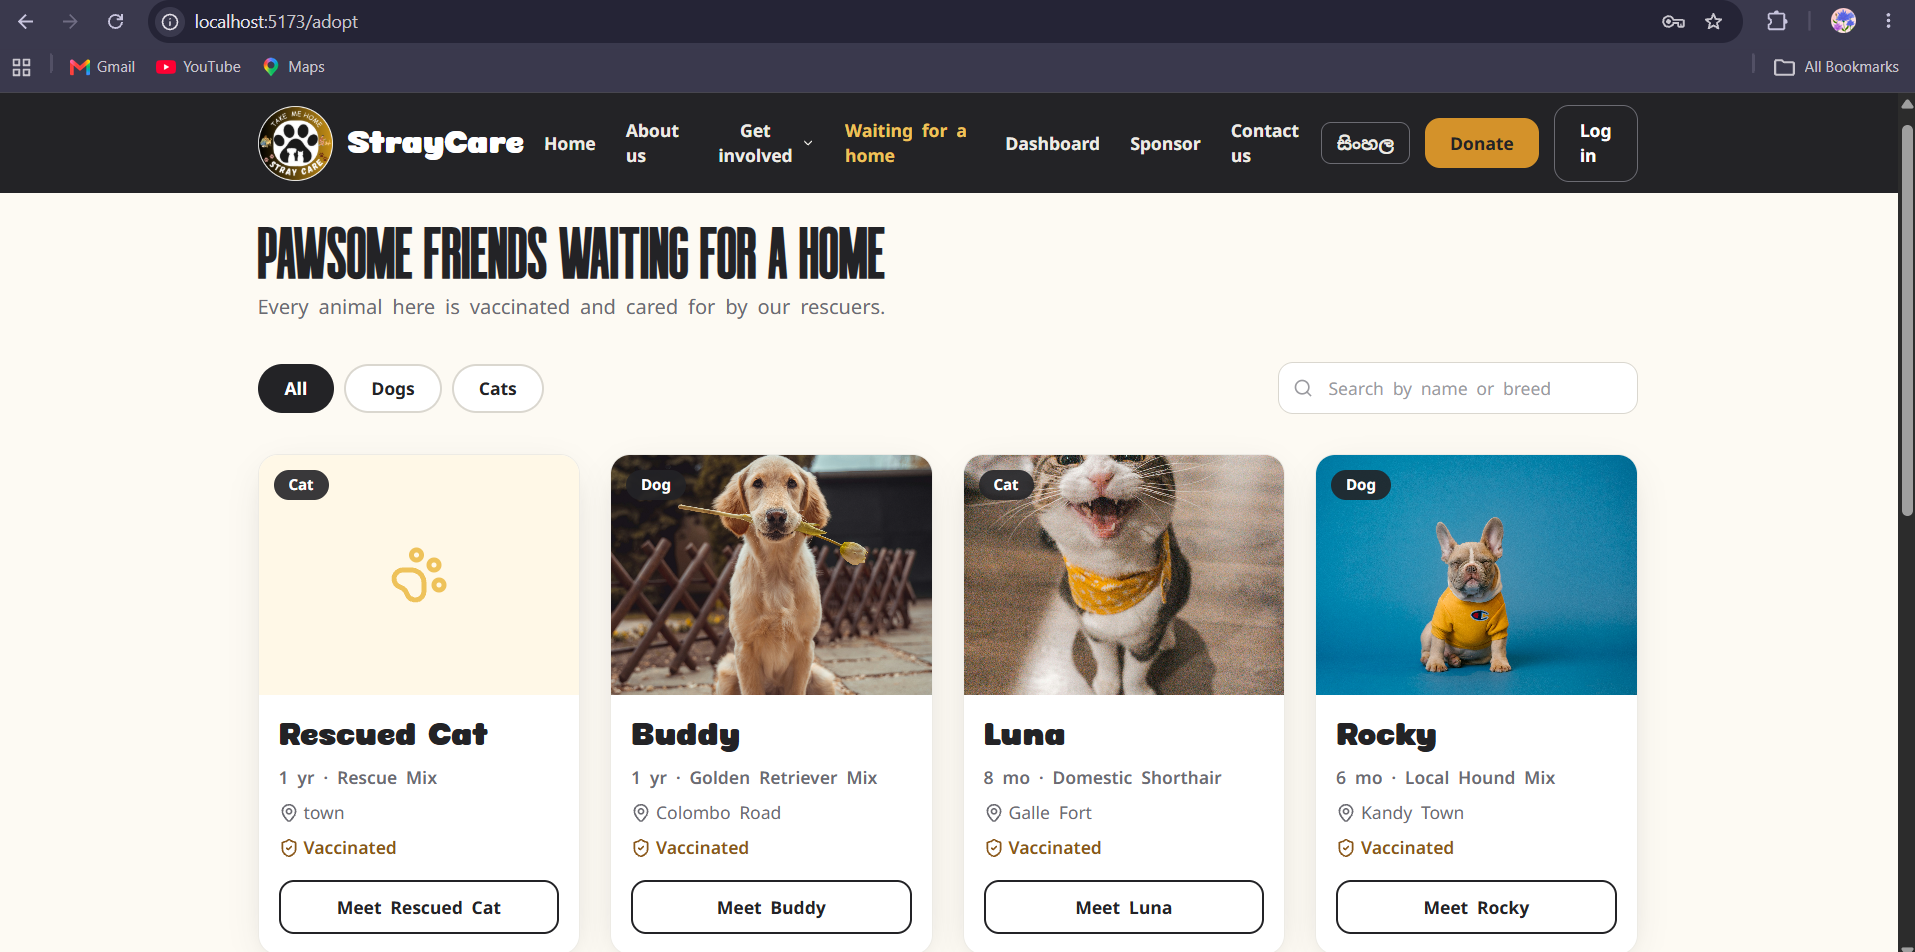 localhost:5173/adopt
Gmail
YouTube
Maps
All Bookmarks
TAKE ME HOME
STRAY CARE
StrayCare
Home
About
us
Get
involved
Waiting for a
home
Dashboard
Sponsor
Contact
us
සිංහල
Donate
Log
in
PAWSOME FRIENDS WAITING FOR A HOME
Every animal here is vaccinated and cared for by our rescuers.
All
Dogs
Cats
Search by name or breed
Cat
Rescued Cat
1 yr · Rescue Mix
town
Vaccinated
Meet Rescued Cat
Dog
Buddy
1 yr · Golden Retriever Mix
Colombo Road
Vaccinated
Meet Buddy
Cat
Luna
8 mo · Domestic Shorthair
Galle Fort
Vaccinated
Meet Luna
Dog
Rocky
6 mo · Local Hound Mix
Kandy Town
Vaccinated
Meet Rocky